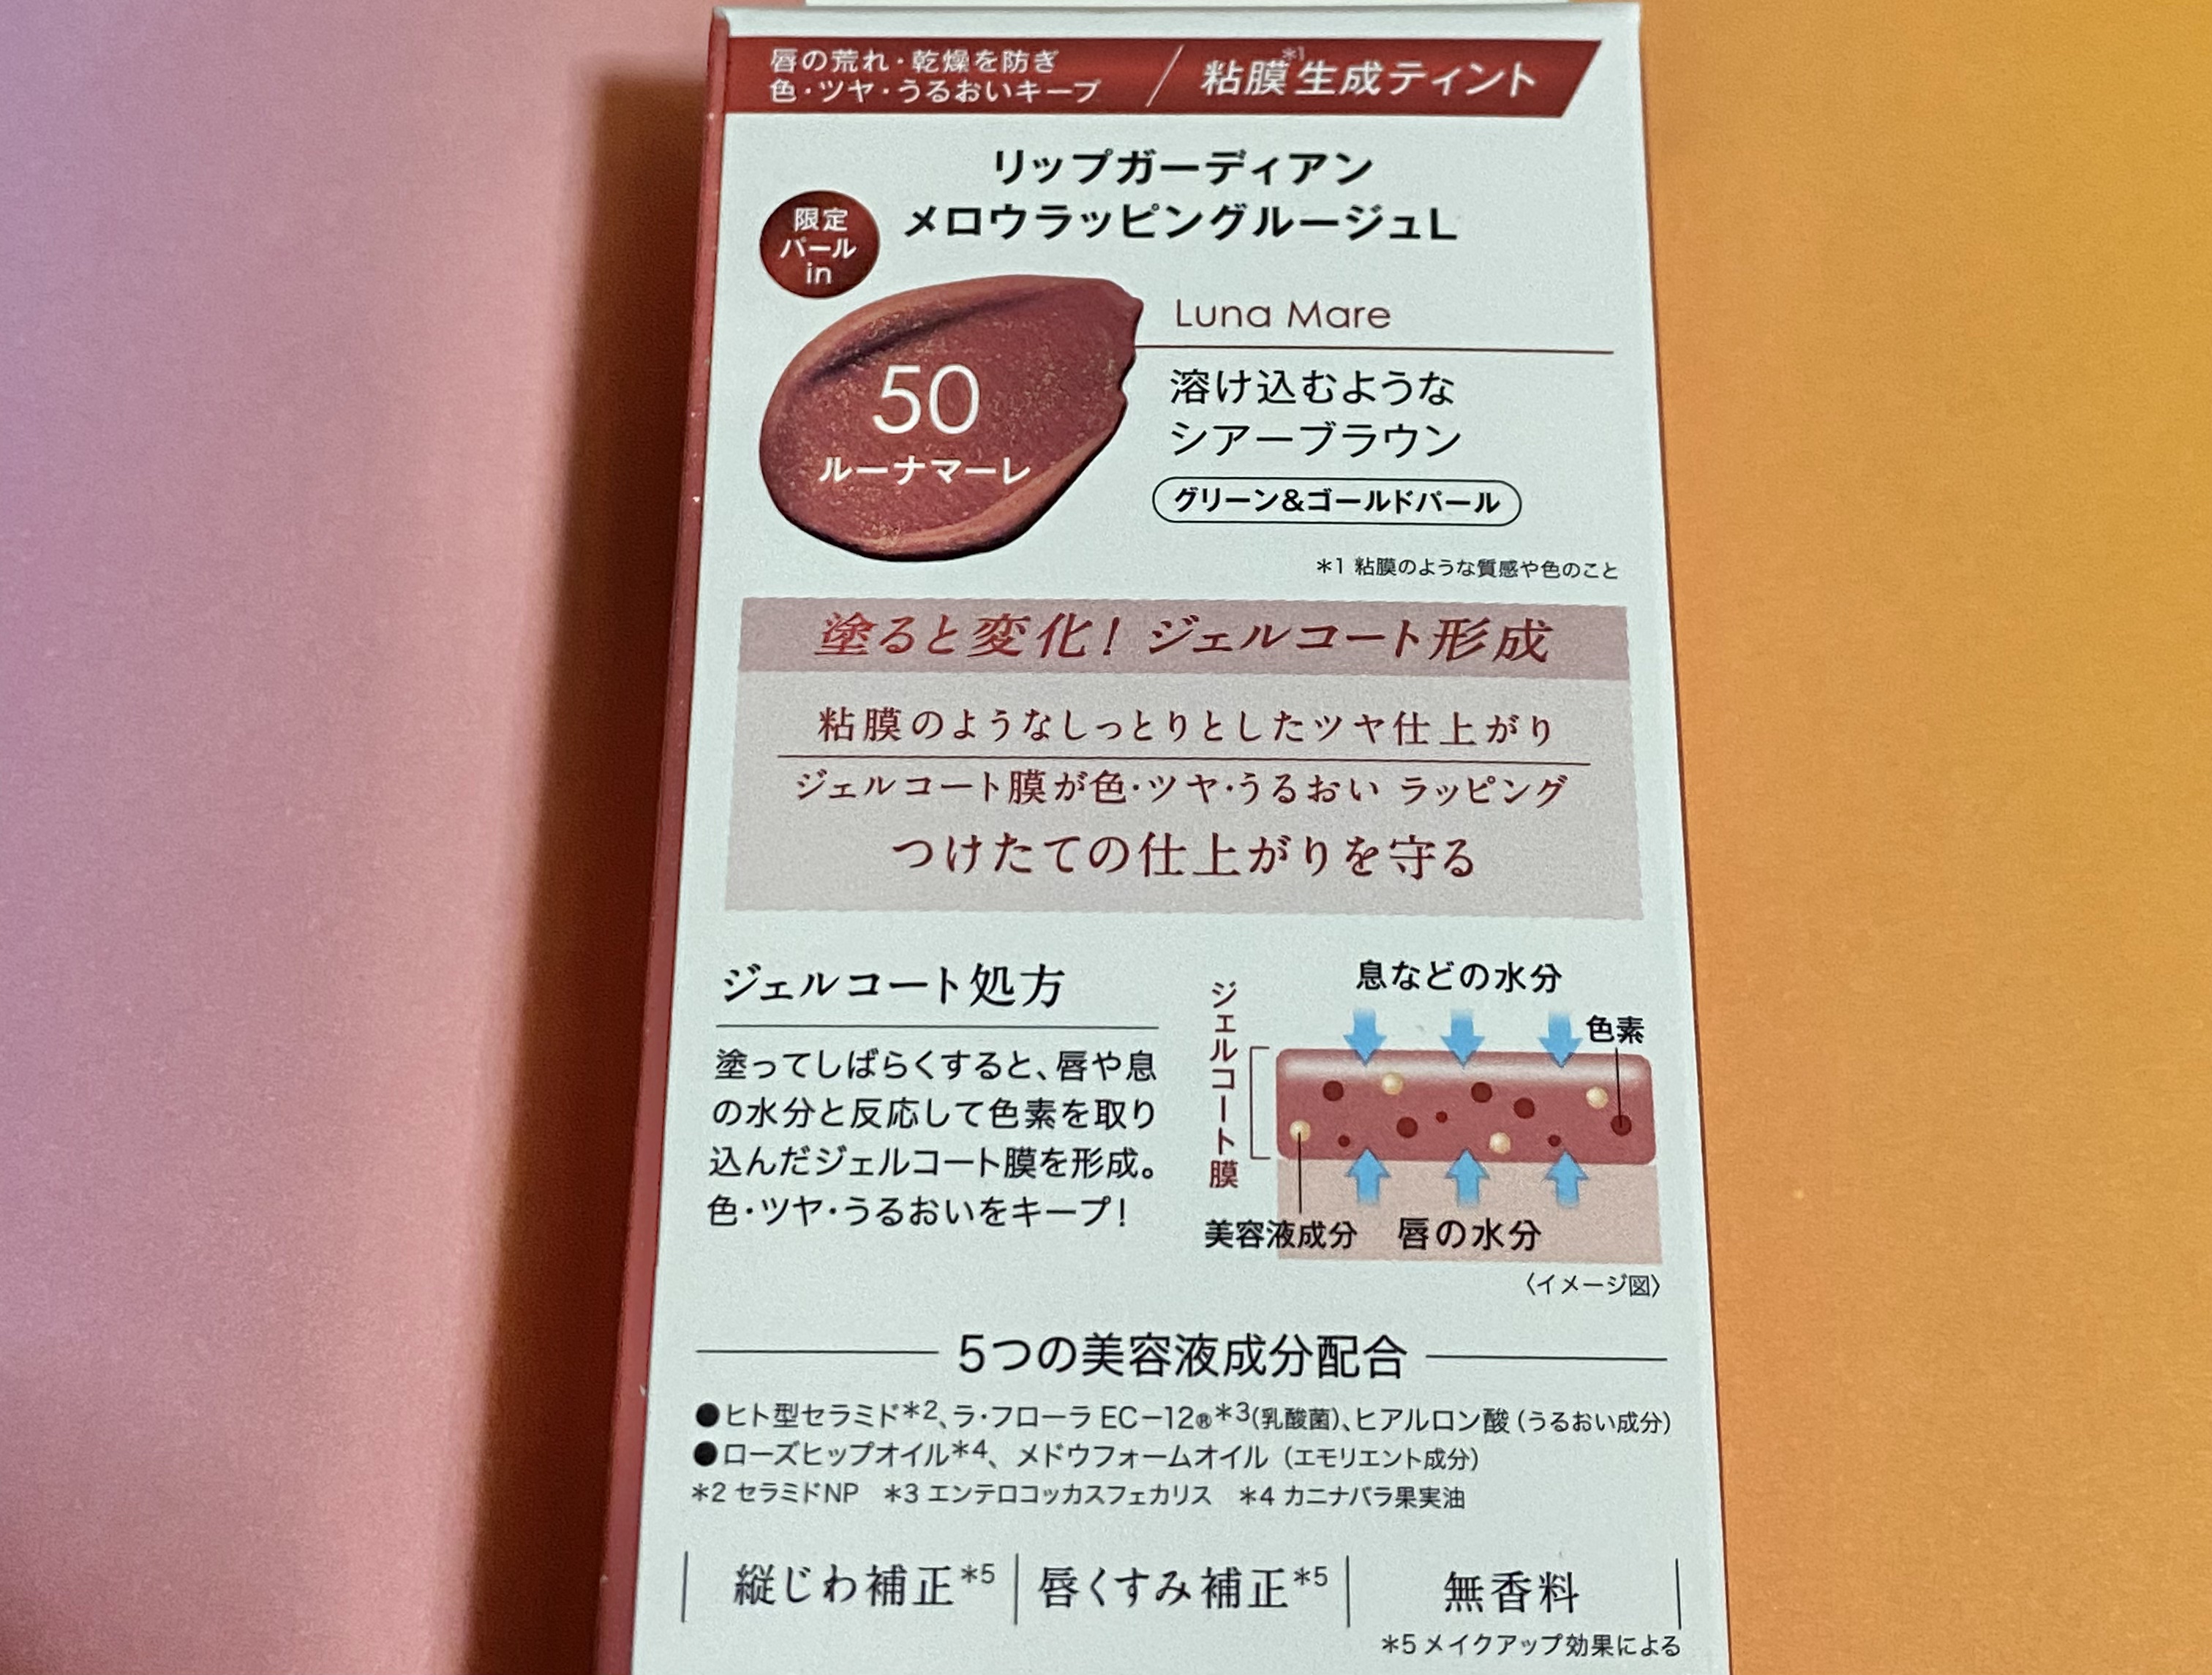 唇の荒れ・乾燥を防ぎ
色・ツヤ・うるおいキープ
粘膜*1生成ティント
リップガーディアン
メロウラッピングルージュL
限定
パール
in
50
ルーナマーレ
Luna Mare
溶け込むような
シアーブラウン
グリーン&ゴールドパール
*1 粘膜のような質感や色のこと
塗ると変化!ジェルコート形成
粘膜のようなしっとりとしたツヤ仕上がり
ジェルコート膜が色・ツヤ・うるおい ラッピング
つけたての仕上がりを守る
ジェルコート処方
塗ってしばらくすると、唇や息
の水分と反応して色素を取り
込んだジェルコート膜を形成。
色・ツヤ・うるおいをキープ!
息などの水分
色素
ジェルコート膜
美容液成分
唇の水分
〈イメージ図〉
5つの美容液成分配合
●ヒト型セラミド*2、ラ・フローラ EC-12®*3(乳酸菌)、ヒアルロン酸(うるおい成分)
●ローズヒップオイル*4、メドウフォームオイル(エモリエント成分)
*2 セラミドNP *3 エンテロコッカスフェカリス *4 カニナバラ果実油
縦じわ補正*5
唇くすみ補正*5
無香料
*5 メイクアップ効果による